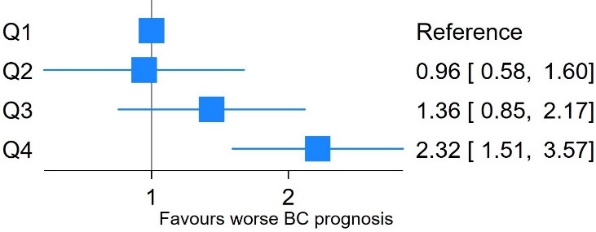 Q1 Reference
Q2 0.96 [ 0.58, 1.60]
Q3 1.36 [ 0.85, 2.17]
Q4 2.32 [ 1.51, 3.57]
1 2
Favours worse BC prognosis